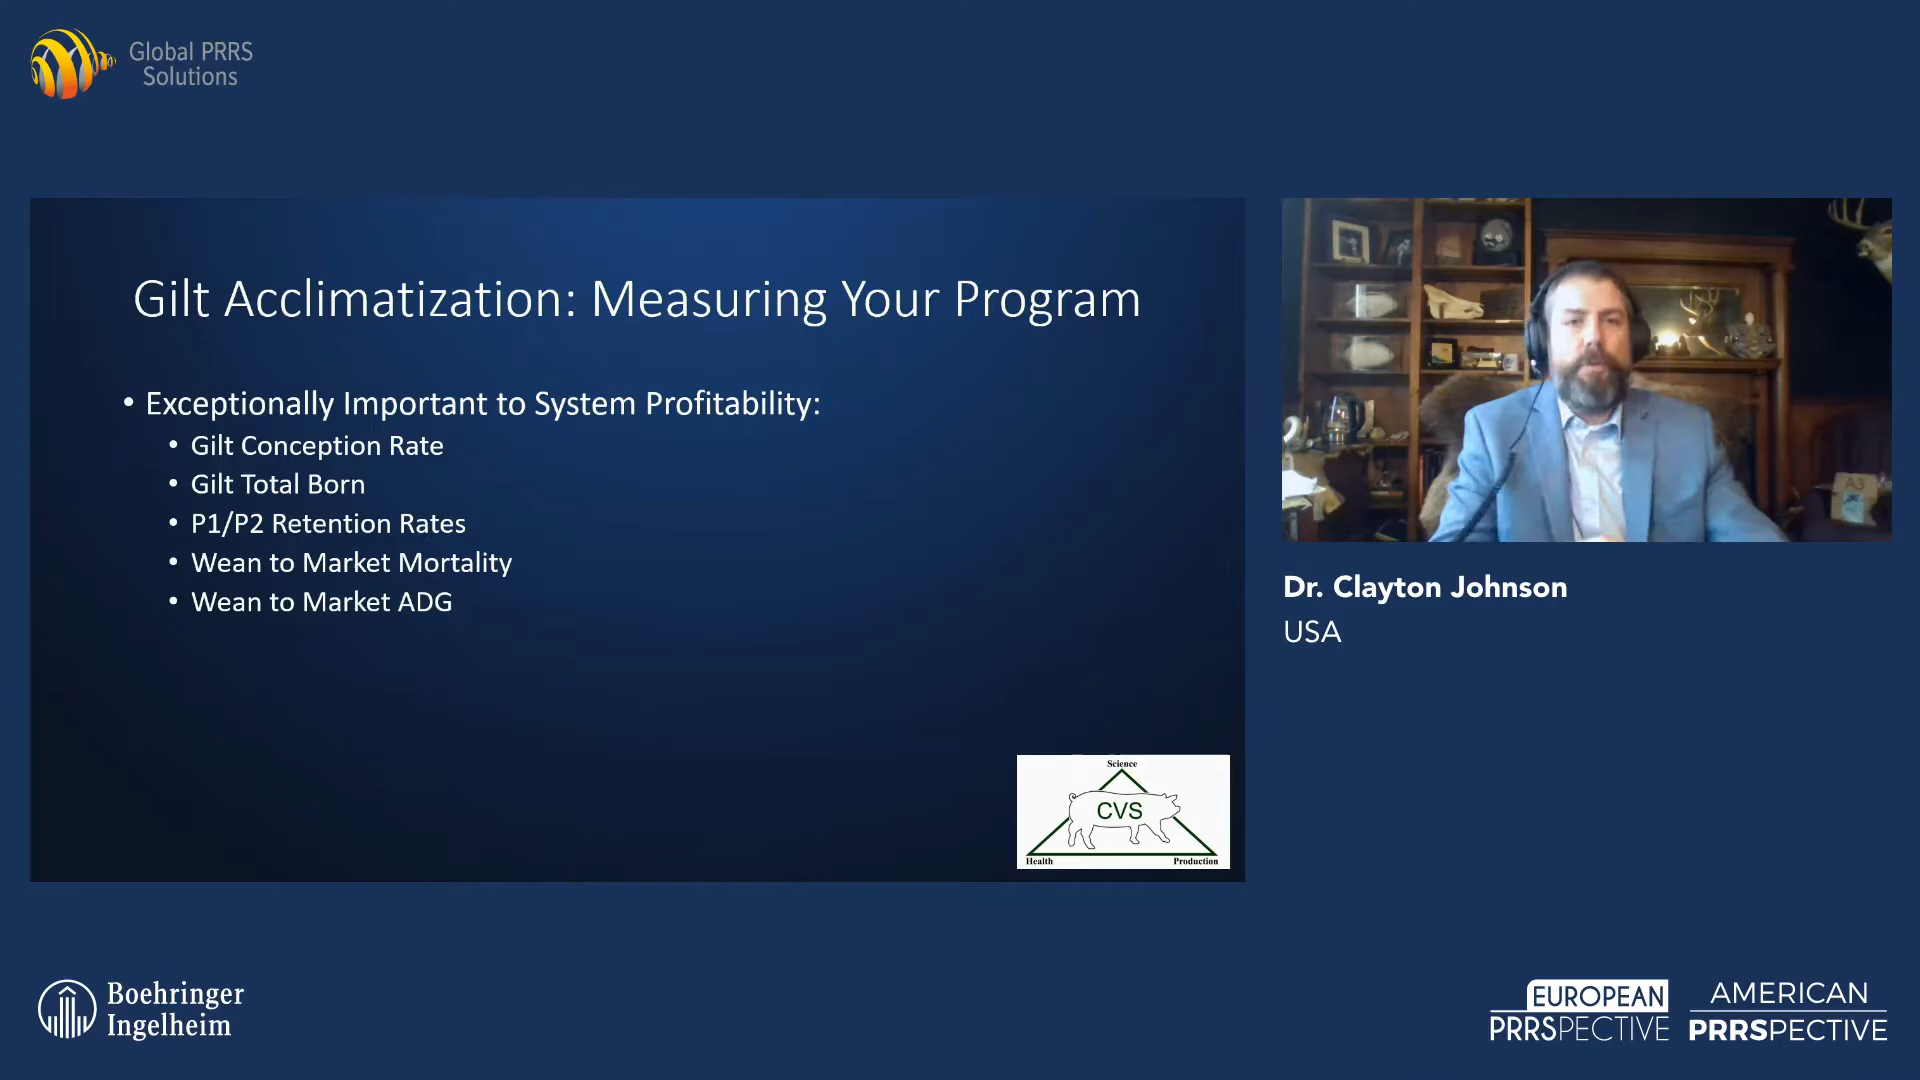 Global PRRS
Solutions
Gilt Acclimatization: Measuring Your Program
• Exceptionally Important to System Profitability:
• Gilt Conception Rate
• Gilt Total Born
• P1/P2 Retention Rates
• Wean to Market Mortality
• Wean to Market ADG
Science
CVS
Health
Production
A3
Dr. Clayton Johnson
USA
Boehringer
Ingelheim
EUROPEAN
PRRSPECTIVE
AMERICAN
PRRSPECTIVE